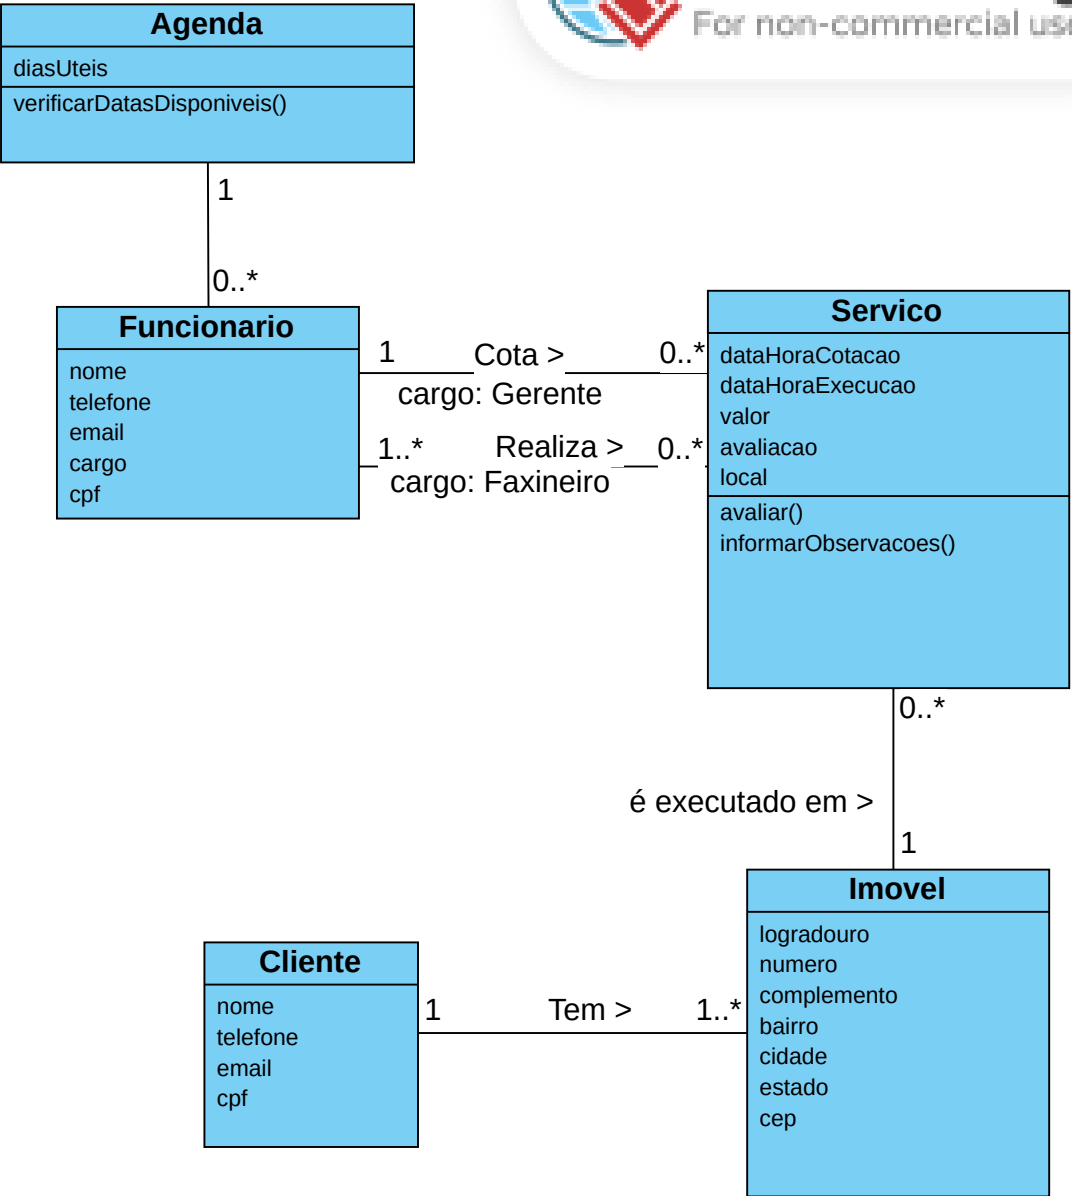 For non-commercial use
Agenda
diasUteis
verificarDatasDisponiveis()
1
0..*
Funcionario
nome
telefone
email
cargo
cpf
1
Cota >
0..*
cargo: Gerente
1..*
Realiza >
0..*
cargo: Faxineiro
Servico
dataHoraCotacao
dataHoraExecucao
valor
avaliacao
local
avaliar()
informarObservacoes()
0..*
é executado em >
1
Imovel
logradouro
numero
complemento
bairro
cidade
estado
cep
Cliente
nome
telefone
email
cpf
1
Tem >
1..*